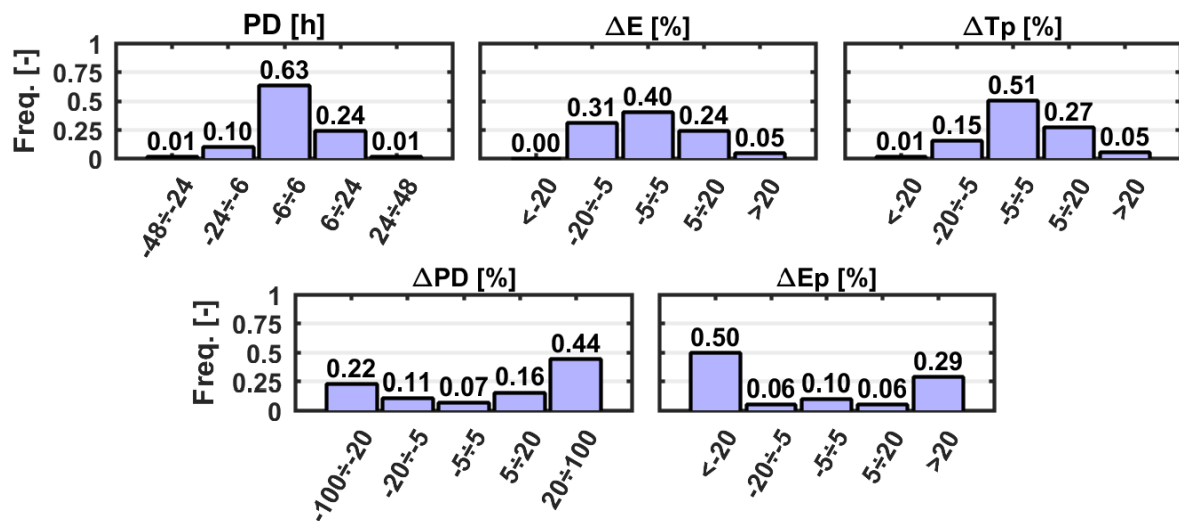 PD [h]
ΔE [%]
ΔTp [%]
Freq. [-]
1
0.75
0.5
0.25
0
0.01 0.10 0.63 0.24 0.01
0.00 0.31 0.40 0.24 0.05
0.01 0.15 0.51 0.27 0.05
-48÷-24 -24÷-6 -6÷6 6÷24 24÷48
<-20 -20÷-5 -5÷5 5÷20 >20
<-20 -20÷-5 -5÷5 5÷20 >20
ΔPD [%]
ΔEp [%]
Freq. [-]
1
0.75
0.5
0.25
0
0.22 0.11 0.07 0.16 0.44
0.50 0.06 0.10 0.06 0.29
-100÷-20 -20÷-5 -5÷5 5÷20 20÷100
<-20 -20÷-5 -5÷5 5÷20 >20